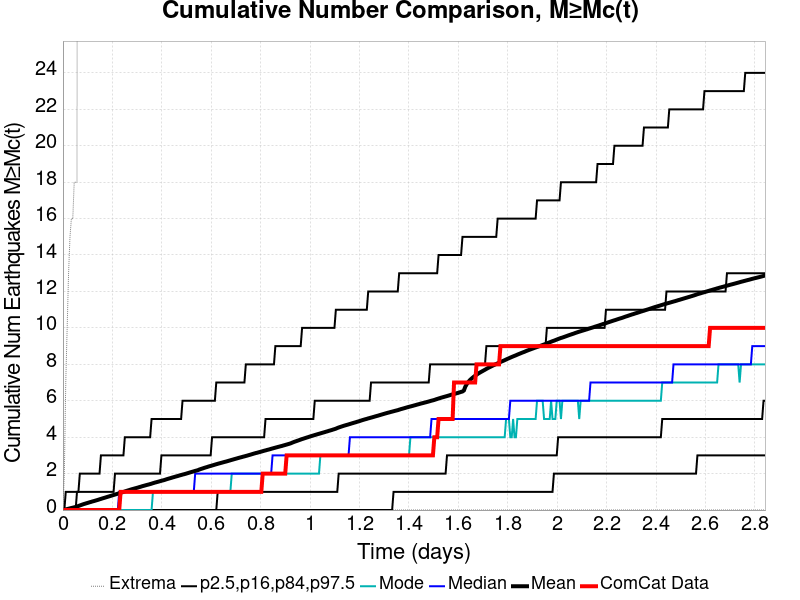 Cumulative Number Comparison, M≥Mc(t)
Cumulative Num Earthquakes M≥Mc(t)
24
22
20
18
16
14
12
10
8
6
4
2
0
0 0.2 0.4 0.6 0.8 1 1.2 1.4 1.6 1.8 2 2.2 2.4 2.6 2.8
Time (days)
Extrema p2.5,p16,p84,p97.5 Mode Median Mean ComCat Data